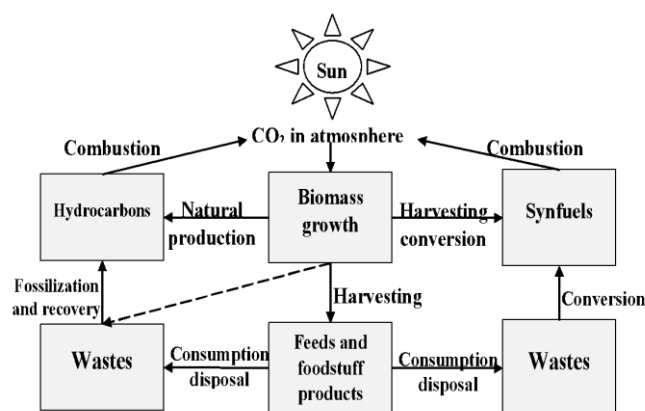 Sun
CO₂ in atmosnhere
Combustion
Combustion
Hydrocarbons
Natural
production
Biomass
growth
Harvesting
conversion
Synfuels
Fossilization
and recovery
Harvesting
Conversion
Wastes
Consumption
disposal
Feeds and
foodstuff
products
Consumption
disposal
Wastes